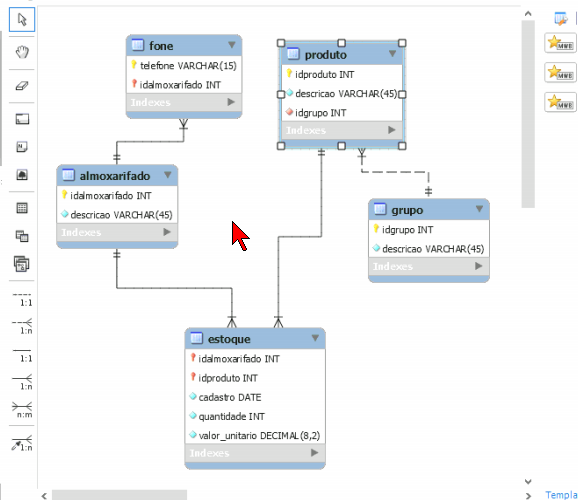 fone
telefone VARCHAR(15)
idalmoxarifado INT
Indexes
produto
idproduto INT
descricao VARCHAR(45)
idgrupo INT
Indexes
almoxarifado
idalmoxarifado INT
descricao VARCHAR(45)
Indexes
grupo
idgrupo INT
descricao VARCHAR(45)
Indexes
estoque
idalmoxarifado INT
idproduto INT
cadastro DATE
quantidade INT
valor_unitario DECIMAL(8,2)
Indexes
1:1
1:n
1:1
1:n
n:m
1:n
MWB
MWB
MWB
Templa